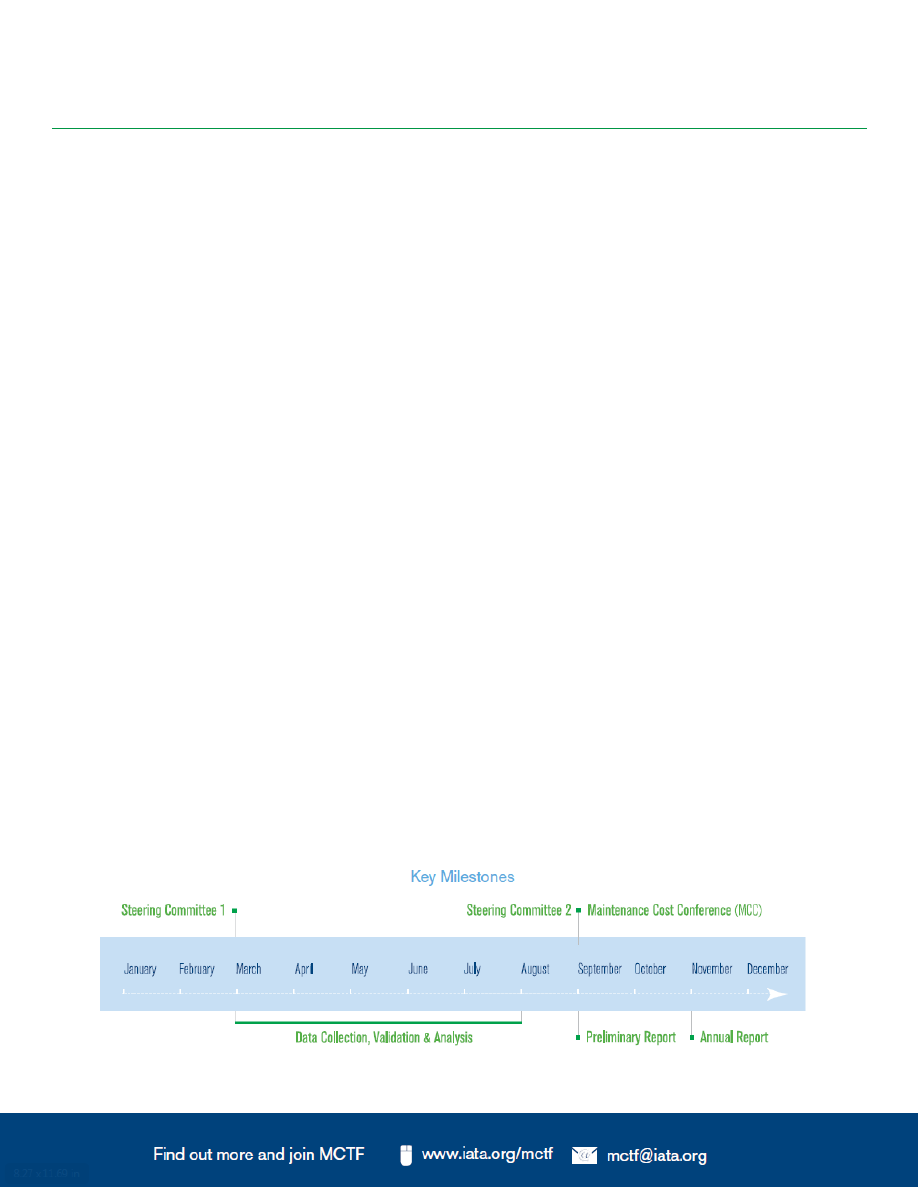 Key Milestones
Steering Committee 1
Steering Committee 2 Maintenance Cost Conference (MCC)
January February March April May June July August September October November December
Data Collection, Validation & Analysis
Preliminary Report Annual Report
Find out more and join MCTF www.iata.org/mctf mctf@iata.org